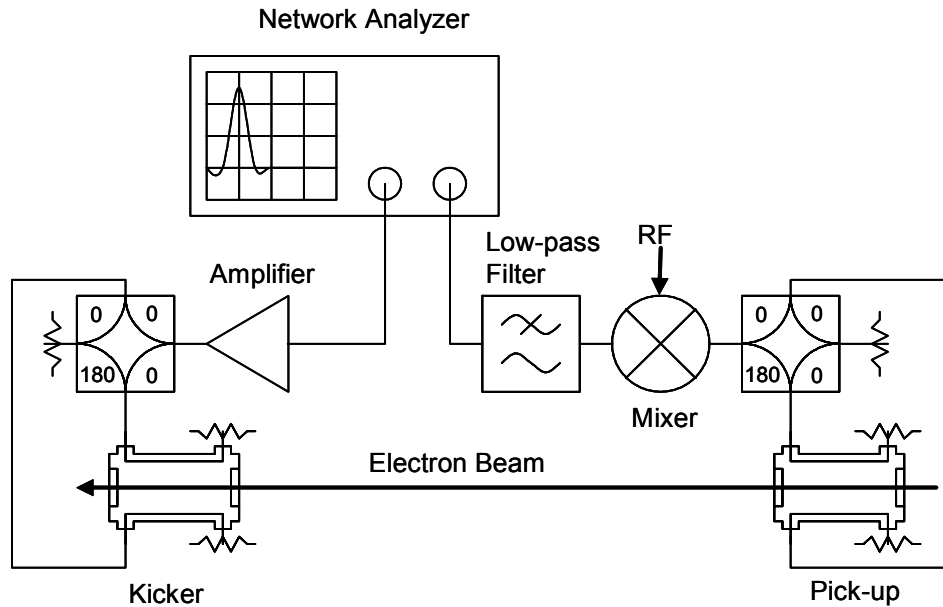 Network Analyzer
Low-pass
Filter
RF
Amplifier
0 0
180 0
0 0
180 0
Mixer
Electron Beam
Kicker
Pick-up